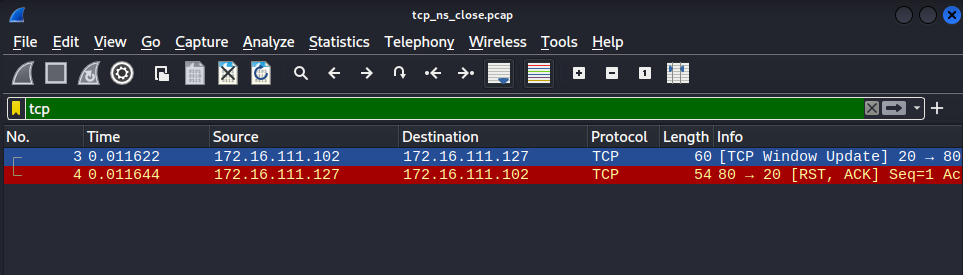 tcp_ns_close.pcap
File Edit View Go Capture Analyze Statistics Telephony Wireless Tools Help
tcp
No. Time Source Destination Protocol Length Info
3 0.011622 172.16.111.102 172.16.111.127 TCP 60 [TCP Window Update] 20 → 80
4 0.011644 172.16.111.127 172.16.111.102 TCP 54 80 → 20 [RST, ACK] Seq=1 Ac